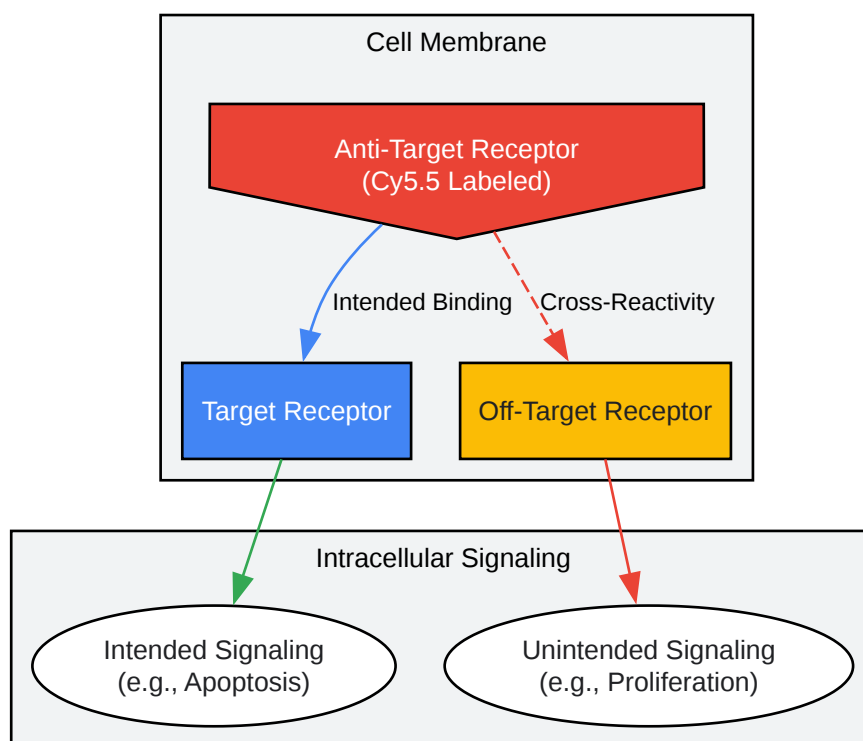 Cell Membrane
Anti-Target Receptor
(Cy5.5 Labeled)
Intended Binding
Cross-Reactivity
Target Receptor
Off-Target Receptor
Intracellular Signaling
Intended Signaling
(e.g., Apoptosis)
Unintended Signaling
(e.g., Proliferation)